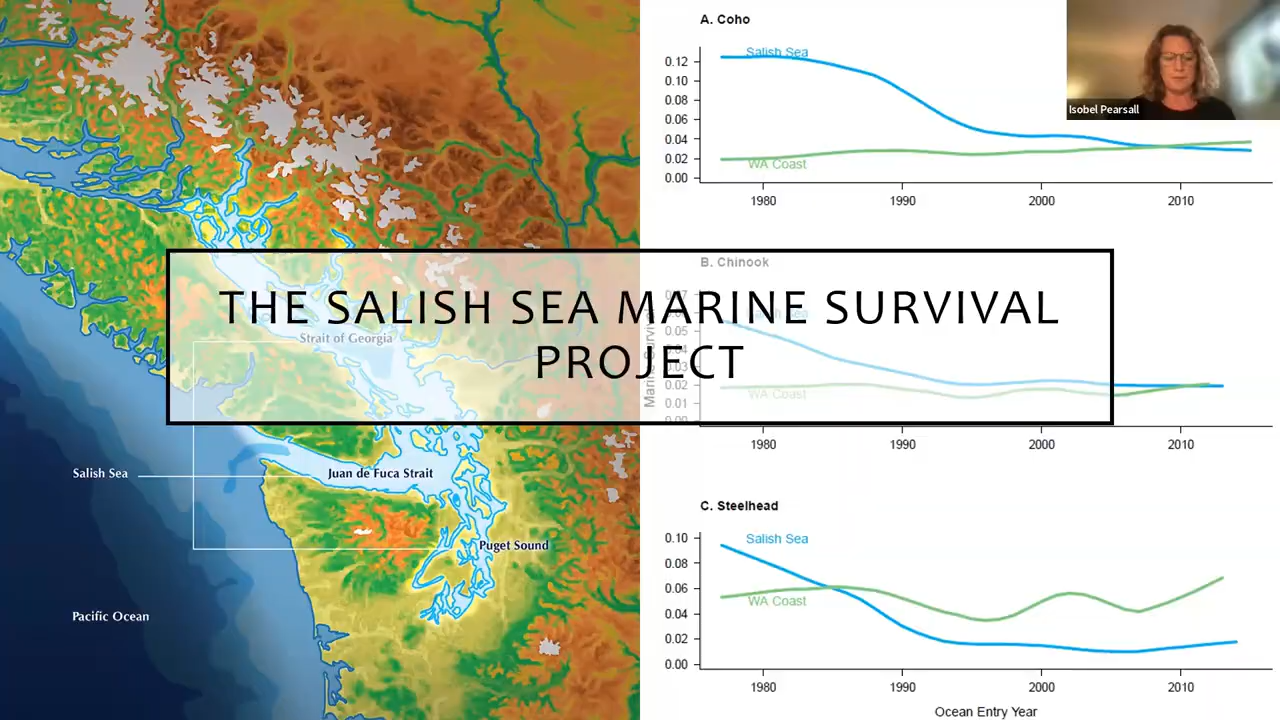 A. Coho
Isobel Pearsall
Salish Sea
0.12
0.10
0.08
0.06
0.04
0.02
0.00
WA Coast
1980 1990 2000 2010
THE SALISH SEA MARINE SURVIVAL
PROJECT
Strait of Georgia
Salish Sea
Juan de Fuca Strait
Puget Sound
Pacific Ocean
B. Chinook
0.05
0.02
0.01
0.00
WA Coast
1980 1990 2000 2010
C. Steelhead
Salish Sea
0.10
0.08
0.06
0.04
0.02
0.00
WA Coast
1980 1990 2000 2010
Ocean Entry Year